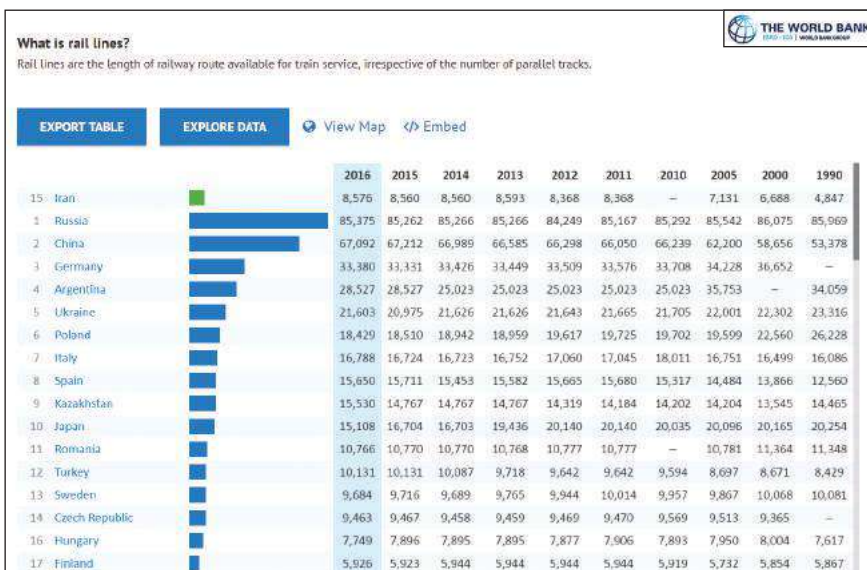 THE WORLD BANK
IBRD • IDA | WORLD BANK GROUP
What is rail lines?
Rail lines are the length of railway route available for train service, irrespective of the number of parallel tracks.
EXPORT TABLE EXPLORE DATA View Map </> Embed
2016 2015 2014 2013 2012 2011 2010 2005 2000 1990
15 Iran 8,576 8,560 8,560 8,593 8,368 8,368 – 7,131 6,688 4,847
1 Russia 85,375 85,262 85,266 85,266 84,249 85,167 85,292 85,542 86,075 85,969
2 China 67,092 67,212 66,989 66,585 66,298 66,050 66,239 62,200 58,656 53,378
3 Germany 33,380 33,331 33,426 33,449 33,509 33,576 33,708 34,228 36,652 –
4 Argentina 28,527 28,527 25,023 25,023 25,023 25,023 25,023 35,753 – 34,059
5 Ukraine 21,603 20,975 21,626 21,626 21,643 21,665 21,705 22,001 22,302 23,316
6 Poland 18,429 18,510 18,942 18,959 19,617 19,725 19,702 19,599 22,560 26,228
7 Italy 16,788 16,724 16,723 16,752 17,060 17,045 18,011 16,751 16,499 16,086
8 Spain 15,650 15,711 15,453 15,582 15,665 15,680 15,317 14,484 13,866 12,560
9 Kazakhstan 15,530 14,767 14,767 14,767 14,319 14,184 14,202 14,204 13,545 14,465
10 Japan 15,108 16,704 16,703 19,436 20,140 20,140 20,035 20,096 20,165 20,254
11 Romania 10,766 10,770 10,770 10,768 10,777 10,777 – 10,781 11,364 11,348
12 Turkey 10,131 10,131 10,087 9,718 9,642 9,642 9,594 8,697 8,671 8,429
13 Sweden 9,684 9,716 9,689 9,765 9,944 10,014 9,957 9,867 10,068 10,081
14 Czech Republic 9,463 9,467 9,458 9,459 9,469 9,470 9,569 9,513 9,365 –
16 Hungary 7,749 7,896 7,895 7,895 7,877 7,906 7,893 7,950 8,004 7,617
17 Finland 5,926 5,923 5,944 5,944 5,944 5,944 5,919 5,732 5,854 5,867